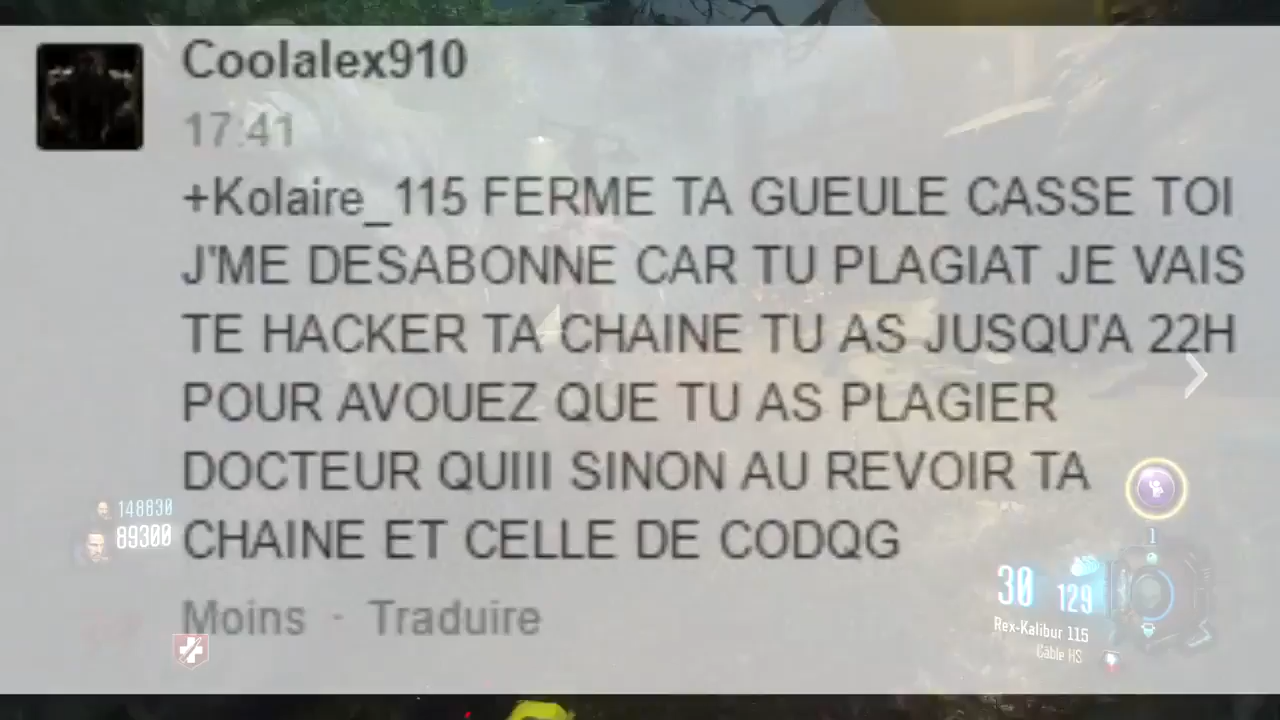 Coolalex910
17:41
+Kolaire_115 FERME TA GUEULE CASSE TOI
J'ME DESABONNE CAR TU PLAGIAT JE VAIS
TE HACKER TA CHAINE TU AS JUSQU'A 22H
POUR AVOUEZ QUE TU AS PLAGIER
DOCTEUR QUIII SINON AU REVOIR TA
CHAINE ET CELLE DE CODQG
Moins · Traduire
148830
89300
1
30 129
Rex-Kalibur 115
Câble HS